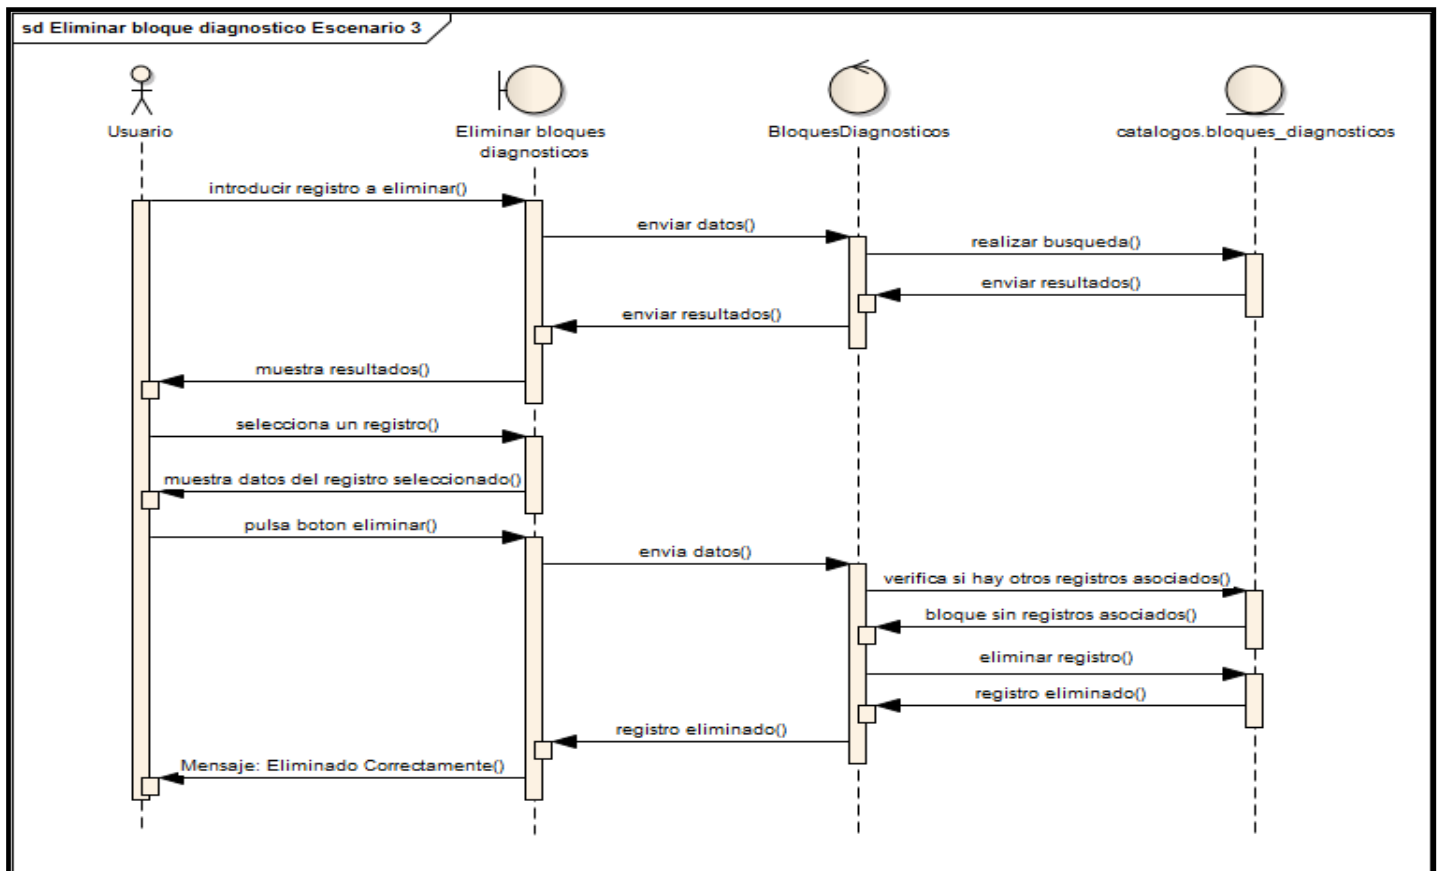 sd Eliminar bloque diagnostico Escenario 3
Usuario
Eliminar bloques
diagnosticos
BloquesDiagnosticos
catalogos.bloques_diagnosticos
introducir registro a eliminar()
enviar datos()
realizar busqueda()
enviar resultados()
enviar resultados()
muestra resultados()
selecciona un registro()
muestra datos del registro seleccionado()
pulsa boton eliminar()
envia datos()
verifica si hay otros registros asociados()
bloque sin registros asociados()
eliminar registro()
registro eliminado()
registro eliminado()
Mensaje: Eliminado Correctamente()